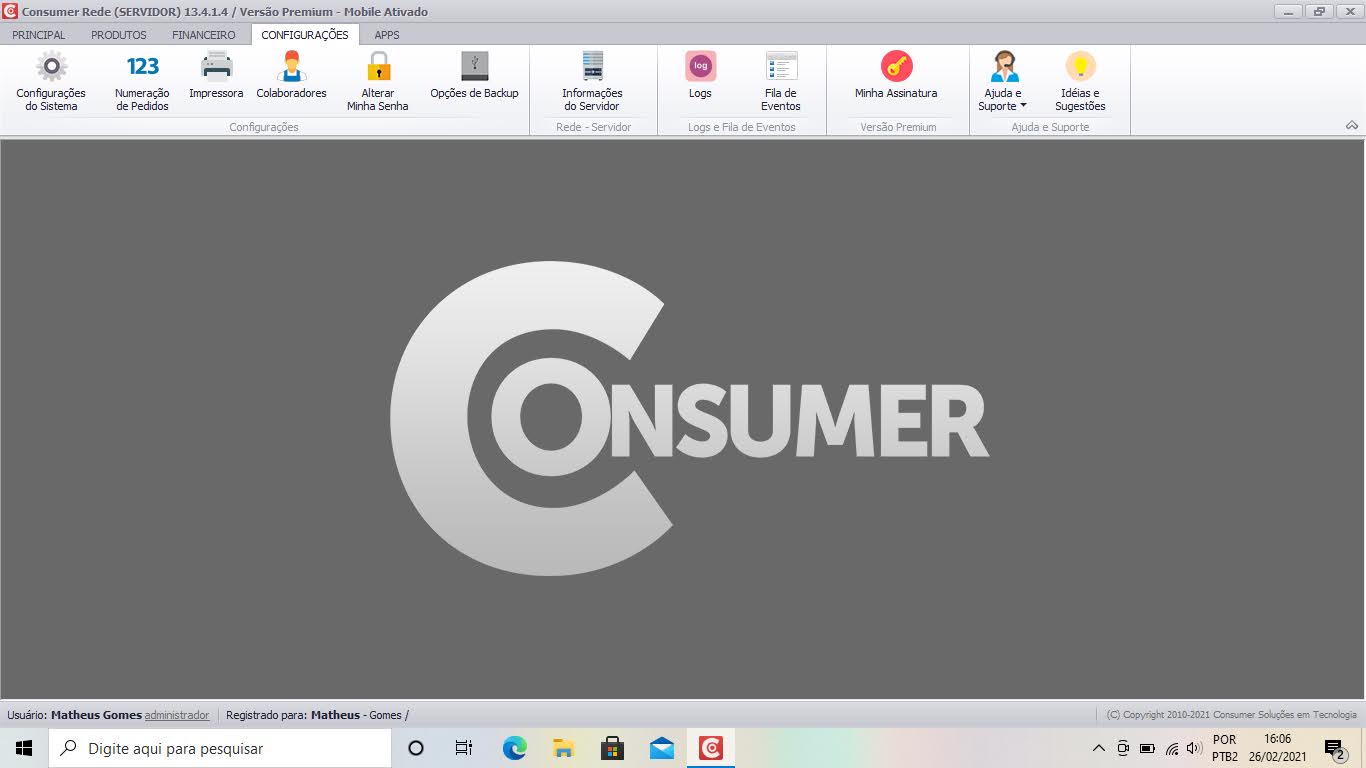 Consumer Rede (SERVIDOR) 13.4.1.4 / Versão Premium - Mobile Ativado
PRINCIPAL PRODUTOS FINANCEIRO CONFIGURAÇÕES APPS
123 log
Configurações do Sistema
Numeração de Pedidos
Impressora
Colaboradores
Alterar Minha Senha
Opções de Backup
Informações do Servidor
Logs
Fila de Eventos
Minha Assinatura
Ajuda e Suporte
Idéias e Sugestões
Configurações Rede - Servidor Logs e Fila de Eventos Versão Premium Ajuda e Suporte
CONSUMER
Usuário: Matheus Gomes administrador Registrado para: Matheus - Gomes / (C) Copyright 2010-2021 Consumer Soluções em Tecnologia
Digite aqui para pesquisar
POR 16:06
PTB2 26/02/2021 2